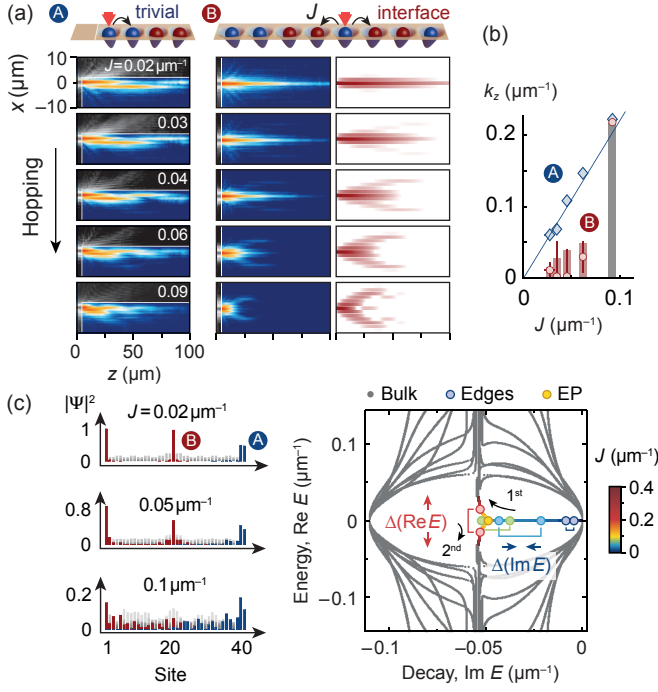 (a) A trivial B J interface
10
0
−10
x (μm)
J = 0.02 μm⁻¹
0.03
0.04
0.06
0.09
Hopping
0 50 100
z (μm)
(b)
kz (μm⁻¹)
0.2
0.1
0
A
B
0 0.1
J (μm⁻¹)
(c)
|Ψ|²
J = 0.02 μm⁻¹
1
0
B A
0.05 μm⁻¹
0.8
0
0.1 μm⁻¹
0.2
0
1 20 40
Site
Bulk Edges EP
Energy, Re E (μm⁻¹)
0.1
0
−0.1
1st
2nd
Δ(Re E)
Δ(Im E)
−0.1 −0.05 0
Decay, Im E (μm⁻¹)
J (μm⁻¹)
0.4
0.2
0